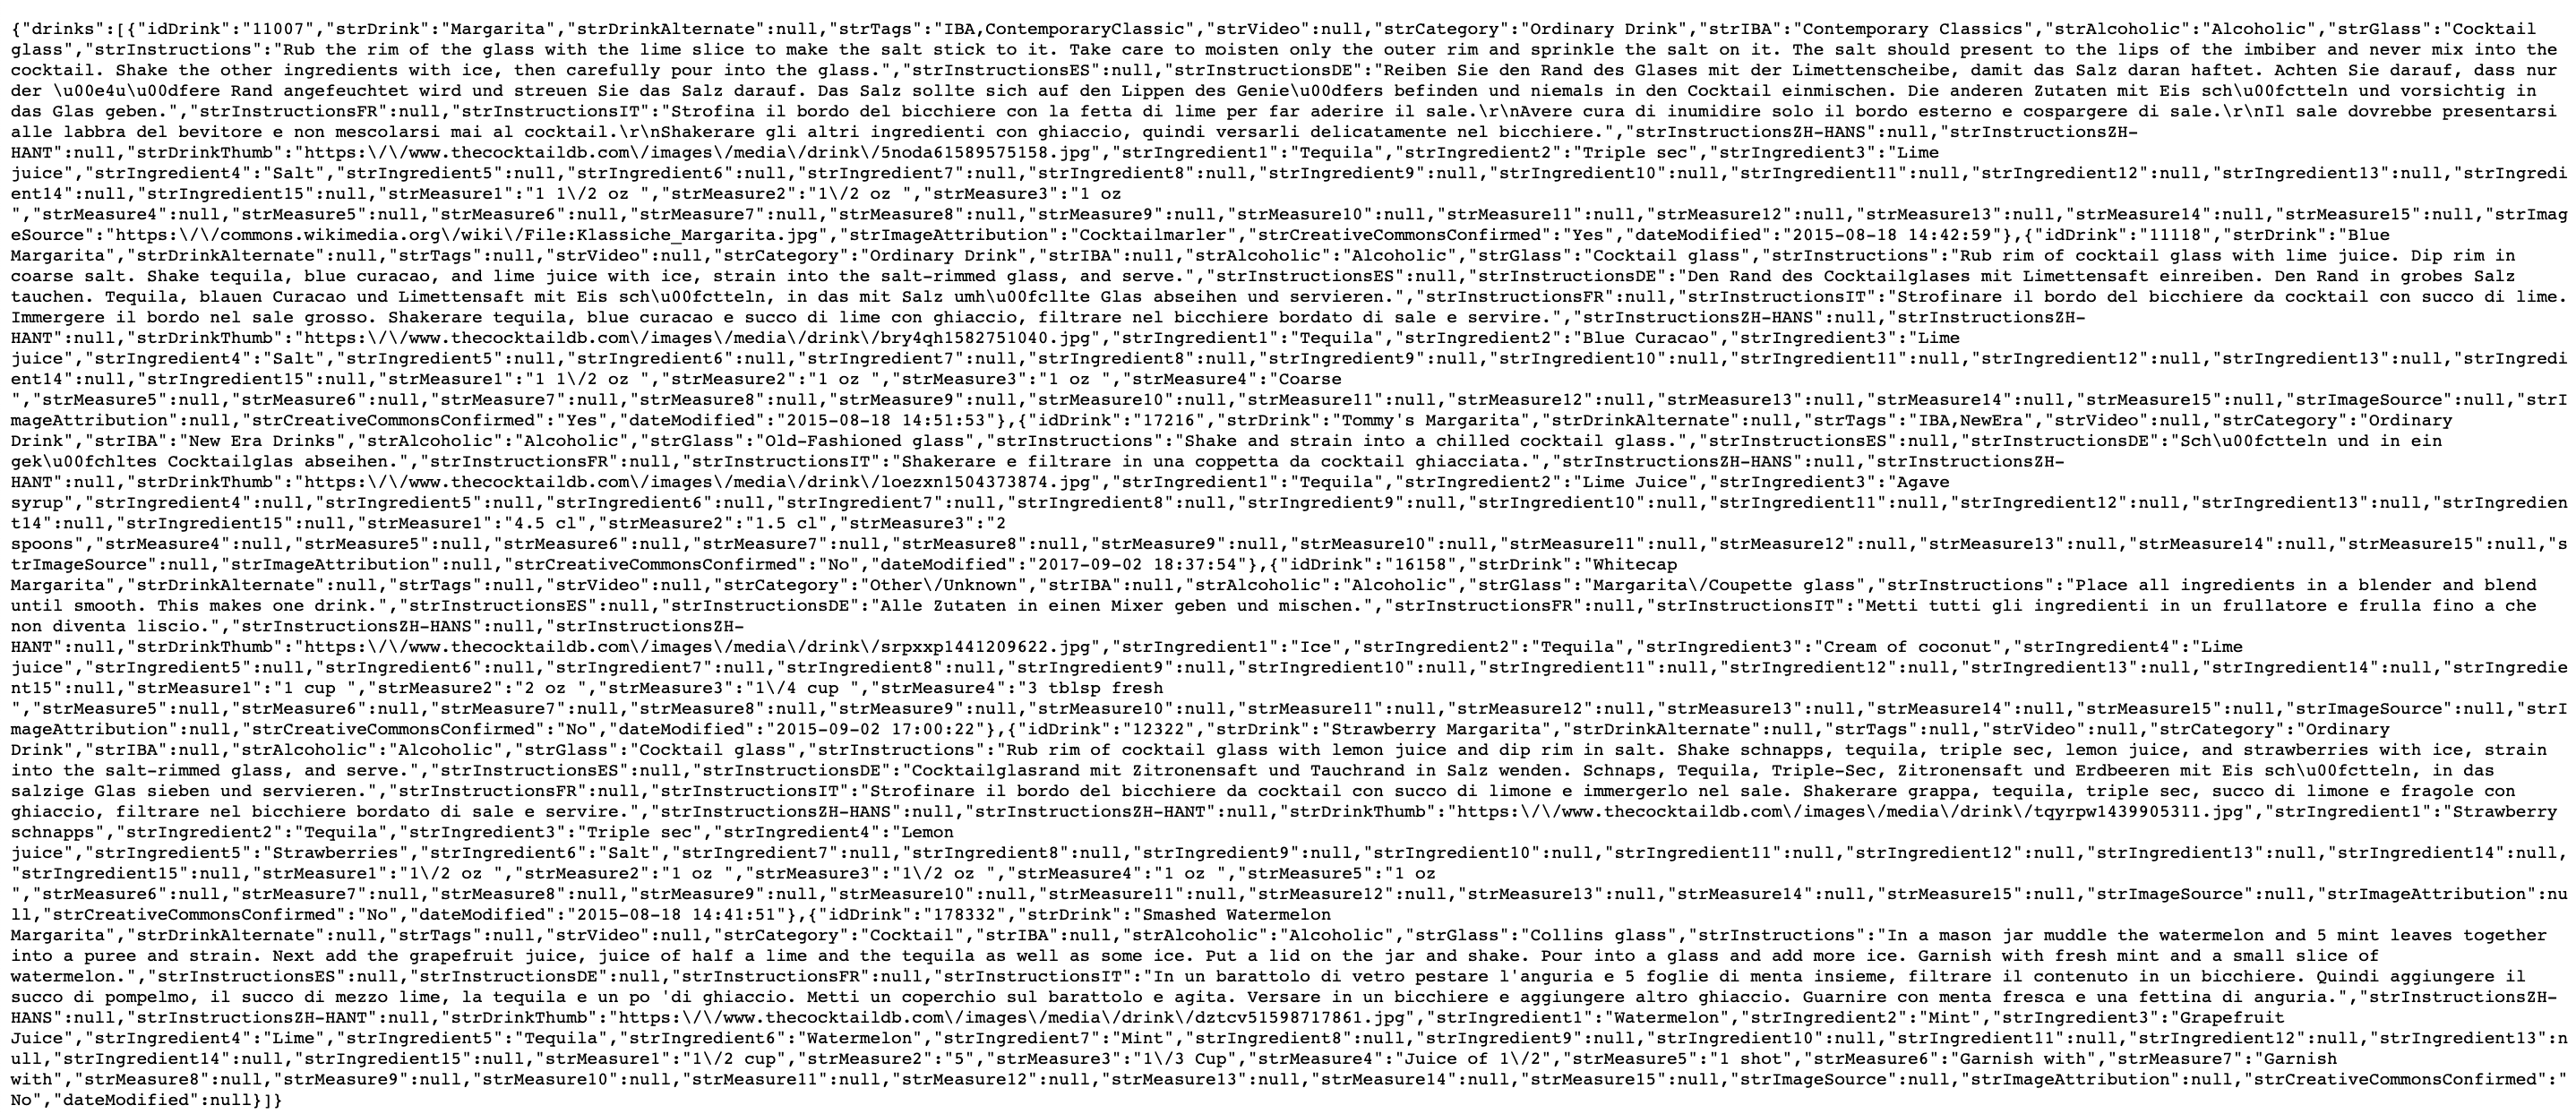 {"drinks":[{"idDrink":"11007","strDrink":"Margarita","strDrinkAlternate":null,"strTags":"IBA,ContemporaryClassic","strVideo":null,"strCategory":"Ordinary Drink","strIBA":"Contemporary Classics","strAlcoholic":"Alcoholic","strGlass":"Cocktail
glass","strInstructions":"Rub the rim of the glass with the lime slice to make the salt stick to it. Take care to moisten only the outer rim and sprinkle the salt on it. The salt should present to the lips of the imbiber and never mix into the
cocktail. Shake the other ingredients with ice, then carefully pour into the glass.","strInstructionsES":null,"strInstructionsDE":"Reiben Sie den Rand des Glases mit der Limettenscheibe, damit das Salz daran haftet. Achten Sie darauf, dass nur
der \u00e4u\u00dfere Rand angefeuchtet wird und streuen Sie das Salz darauf. Das Salz sollte sich auf den Lippen des Genie\u00dfers befinden und niemals in den Cocktail einmischen. Die anderen Zutaten mit Eis sch\u00fctteln und vorsichtig in
das Glas geben.","strInstructionsFR":null,"strInstructionsIT":"Strofina il bordo del bicchiere con la fetta di lime per far aderire il sale.\r\nAvere cura di inumidire solo il bordo esterno e cospargere di sale.\r\nIl sale dovrebbe presentarsi
alle labbra del bevitore e non mescolarsi mai al cocktail.\r\nShakerare gli altri ingredienti con ghiaccio, quindi versarli delicatamente nel bicchiere.","strInstructionsZH-HANS":null,"strInstructionsZH-
HANT":null,"strDrinkThumb":"https:\/\/www.thecocktaildb.com\/images\/media\/drink\/5noda61589575158.jpg","strIngredient1":"Tequila","strIngredient2":"Triple sec","strIngredient3":"Lime
juice","strIngredient4":"Salt","strIngredient5":null,"strIngredient6":null,"strIngredient7":null,"strIngredient8":null,"strIngredient9":null,"strIngredient10":null,"strIngredient11":null,"strIngredient12":null,"strIngredient13":null,"strIngredi
ent14":null,"strIngredient15":null,"strMeasure1":"1 1\/2 oz ","strMeasure2":"1\/2 oz ","strMeasure3":"1 oz
","strMeasure4":null,"strMeasure5":null,"strMeasure6":null,"strMeasure7":null,"strMeasure8":null,"strMeasure9":null,"strMeasure10":null,"strMeasure11":null,"strMeasure12":null,"strMeasure13":null,"strMeasure14":null,"strMeasure15":null,"strImag
eSource":"https:\/\/commons.wikimedia.org\/wiki\/File:Klassiche_Margarita.jpg","strImageAttribution":"Cocktailmarler","strCreativeCommonsConfirmed":"Yes","dateModified":"2015-08-18 14:42:59"},{"idDrink":"11118","strDrink":"Blue
Margarita","strDrinkAlternate":null,"strTags":null,"strVideo":null,"strCategory":"Ordinary Drink","strIBA":null,"strAlcoholic":"Alcoholic","strGlass":"Cocktail glass","strInstructions":"Rub rim of cocktail glass with lime juice. Dip rim in
coarse salt. Shake tequila, blue curacao, and lime juice with ice, strain into the salt-rimmed glass, and serve.","strInstructionsES":null,"strInstructionsDE":"Den Rand des Cocktailglases mit Limettensaft einreiben. Den Rand in grobes Salz
tauchen. Tequila, blauen Curacao und Limettensaft mit Eis sch\u00fctteln, in das mit Salz umh\u00fcllte Glas abseihen und servieren.","strInstructionsFR":null,"strInstructionsIT":"Strofinare il bordo del bicchiere da cocktail con succo di lime.
Immergere il bordo nel sale grosso. Shakerare tequila, blue curacao e succo di lime con ghiaccio, filtrare nel bicchiere bordato di sale e servire.","strInstructionsZH-HANS":null,"strInstructionsZH-
HANT":null,"strDrinkThumb":"https:\/\/www.thecocktaildb.com\/images\/media\/drink\/bry4qh1582751040.jpg","strIngredient1":"Tequila","strIngredient2":"Blue Curacao","strIngredient3":"Lime
juice","strIngredient4":"Salt","strIngredient5":null,"strIngredient6":null,"strIngredient7":null,"strIngredient8":null,"strIngredient9":null,"strIngredient10":null,"strIngredient11":null,"strIngredient12":null,"strIngredient13":null,"strIngredi
ent14":null,"strIngredient15":null,"strMeasure1":"1 1\/2 oz ","strMeasure2":"1 oz ","strMeasure3":"1 oz ","strMeasure4":"Coarse
","strMeasure5":null,"strMeasure6":null,"strMeasure7":null,"strMeasure8":null,"strMeasure9":null,"strMeasure10":null,"strMeasure11":null,"strMeasure12":null,"strMeasure13":null,"strMeasure14":null,"strMeasure15":null,"strImageSource":null,"strI
mageAttribution":null,"strCreativeCommonsConfirmed":"Yes","dateModified":"2015-08-18 14:51:53"},{"idDrink":"17216","strDrink":"Tommy's Margarita","strDrinkAlternate":null,"strTags":"IBA,NewEra","strVideo":null,"strCategory":"Ordinary
Drink","strIBA":"New Era Drinks","strAlcoholic":"Alcoholic","strGlass":"Old-Fashioned glass","strInstructions":"Shake and strain into a chilled cocktail glass.","strInstructionsES":null,"strInstructionsDE":"Sch\u00fctteln und in ein
gek\u00fchltes Cocktailglas abseihen.","strInstructionsFR":null,"strInstructionsIT":"Shakerare e filtrare in una coppetta da cocktail ghiacciata.","strInstructionsZH-HANS":null,"strInstructionsZH-
HANT":null,"strDrinkThumb":"https:\/\/www.thecocktaildb.com\/images\/media\/drink\/loezxn1504373874.jpg","strIngredient1":"Tequila","strIngredient2":"Lime Juice","strIngredient3":"Agave
syrup","strIngredient4":null,"strIngredient5":null,"strIngredient6":null,"strIngredient7":null,"strIngredient8":null,"strIngredient9":null,"strIngredient10":null,"strIngredient11":null,"strIngredient12":null,"strIngredient13":null,"strIngredien
t14":null,"strIngredient15":null,"strMeasure1":"4.5 cl","strMeasure2":"1.5 cl","strMeasure3":"2
spoons","strMeasure4":null,"strMeasure5":null,"strMeasure6":null,"strMeasure7":null,"strMeasure8":null,"strMeasure9":null,"strMeasure10":null,"strMeasure11":null,"strMeasure12":null,"strMeasure13":null,"strMeasure14":null,"strMeasure15":null,"s
trImageSource":null,"strImageAttribution":null,"strCreativeCommonsConfirmed":"No","dateModified":"2017-09-02 18:37:54"},{"idDrink":"16158","strDrink":"Whitecap
Margarita","strDrinkAlternate":null,"strTags":null,"strVideo":null,"strCategory":"Other\/Unknown","strIBA":null,"strAlcoholic":"Alcoholic","strGlass":"Margarita\/Coupette glass","strInstructions":"Place all ingredients in a blender and blend
until smooth. This makes one drink.","strInstructionsES":null,"strInstructionsDE":"Alle Zutaten in einen Mixer geben und mischen.","strInstructionsFR":null,"strInstructionsIT":"Metti tutti gli ingredienti in un frullatore e frulla fino a che
non diventa liscio.","strInstructionsZH-HANS":null,"strInstructionsZH-
HANT":null,"strDrinkThumb":"https:\/\/www.thecocktaildb.com\/images\/media\/drink\/srpxxp1441209622.jpg","strIngredient1":"Ice","strIngredient2":"Tequila","strIngredient3":"Cream of coconut","strIngredient4":"Lime
juice","strIngredient5":null,"strIngredient6":null,"strIngredient7":null,"strIngredient8":null,"strIngredient9":null,"strIngredient10":null,"strIngredient11":null,"strIngredient12":null,"strIngredient13":null,"strIngredient14":null,"strIngredie
nt15":null,"strMeasure1":"1 cup ","strMeasure2":"2 oz ","strMeasure3":"1\/4 cup ","strMeasure4":"3 tblsp fresh
","strMeasure5":null,"strMeasure6":null,"strMeasure7":null,"strMeasure8":null,"strMeasure9":null,"strMeasure10":null,"strMeasure11":null,"strMeasure12":null,"strMeasure13":null,"strMeasure14":null,"strMeasure15":null,"strImageSource":null,"strI
mageAttribution":null,"strCreativeCommonsConfirmed":"No","dateModified":"2015-09-02 17:00:22"},{"idDrink":"12322","strDrink":"Strawberry Margarita","strDrinkAlternate":null,"strTags":null,"strVideo":null,"strCategory":"Ordinary
Drink","strIBA":null,"strAlcoholic":"Alcoholic","strGlass":"Cocktail glass","strInstructions":"Rub rim of cocktail glass with lemon juice and dip rim in salt. Shake schnapps, tequila, triple sec, lemon juice, and strawberries with ice, strain
into the salt-rimmed glass, and serve.","strInstructionsES":null,"strInstructionsDE":"Cocktailglasrand mit Zitronensaft und Tauchrand in Salz wenden. Schnaps, Tequila, Triple-Sec, Zitronensaft und Erdbeeren mit Eis sch\u00fctteln, in das
salzige Glas sieben und servieren.","strInstructionsFR":null,"strInstructionsIT":"Strofinare il bordo del bicchiere da cocktail con succo di limone e immergerlo nel sale. Shakerare grappa, tequila, triple sec, succo di limone e fragole con
ghiaccio, filtrare nel bicchiere bordato di sale e servire.","strInstructionsZH-HANS":null,"strInstructionsZH-HANT":null,"strDrinkThumb":"https:\/\/www.thecocktaildb.com\/images\/media\/drink\/tqyrpw1439905311.jpg","strIngredient1":"Strawberry
schnapps","strIngredient2":"Tequila","strIngredient3":"Triple sec","strIngredient4":"Lemon
juice","strIngredient5":"Strawberries","strIngredient6":"Salt","strIngredient7":null,"strIngredient8":null,"strIngredient9":null,"strIngredient10":null,"strIngredient11":null,"strIngredient12":null,"strIngredient13":null,"strIngredient14":null,
"strIngredient15":null,"strMeasure1":"1\/2 oz ","strMeasure2":"1 oz ","strMeasure3":"1\/2 oz ","strMeasure4":"1 oz ","strMeasure5":"1 oz
","strMeasure6":null,"strMeasure7":null,"strMeasure8":null,"strMeasure9":null,"strMeasure10":null,"strMeasure11":null,"strMeasure12":null,"strMeasure13":null,"strMeasure14":null,"strMeasure15":null,"strImageSource":null,"strImageAttribution":nu
ll,"strCreativeCommonsConfirmed":"No","dateModified":"2015-08-18 14:41:51"},{"idDrink":"178332","strDrink":"Smashed Watermelon
Margarita","strDrinkAlternate":null,"strTags":null,"strVideo":null,"strCategory":"Cocktail","strIBA":null,"strAlcoholic":"Alcoholic","strGlass":"Collins glass","strInstructions":"In a mason jar muddle the watermelon and 5 mint leaves together
into a puree and strain. Next add the grapefruit juice, juice of half a lime and the tequila as well as some ice. Put a lid on the jar and shake. Pour into a glass and add more ice. Garnish with fresh mint and a small slice of
watermelon.","strInstructionsES":null,"strInstructionsDE":null,"strInstructionsFR":null,"strInstructionsIT":"In un barattolo di vetro pestare l'anguria e 5 foglie di menta insieme, filtrare il contenuto in un bicchiere. Quindi aggiungere il
succo di pompelmo, il succo di mezzo lime, la tequila e un po 'di ghiaccio. Metti un coperchio sul barattolo e agita. Versare in un bicchiere e aggiungere altro ghiaccio. Guarnire con menta fresca e una fettina di anguria.","strInstructionsZH-
HANS":null,"strInstructionsZH-HANT":null,"strDrinkThumb":"https:\/\/www.thecocktaildb.com\/images\/media\/drink\/dztcv51598717861.jpg","strIngredient1":"Watermelon","strIngredient2":"Mint","strIngredient3":"Grapefruit
Juice","strIngredient4":"Lime","strIngredient5":"Tequila","strIngredient6":"Watermelon","strIngredient7":"Mint","strIngredient8":null,"strIngredient9":null,"strIngredient10":null,"strIngredient11":null,"strIngredient12":null,"strIngredient13":n
ull,"strIngredient14":null,"strIngredient15":null,"strMeasure1":"1\/2 cup","strMeasure2":"5","strMeasure3":"1\/3 Cup","strMeasure4":"Juice of 1\/2","strMeasure5":"1 shot","strMeasure6":"Garnish with","strMeasure7":"Garnish
with","strMeasure8":null,"strMeasure9":null,"strMeasure10":null,"strMeasure11":null,"strMeasure12":null,"strMeasure13":null,"strMeasure14":null,"strMeasure15":null,"strImageSource":null,"strImageAttribution":null,"strCreativeCommonsConfirmed":"
No","dateModified":null}]}